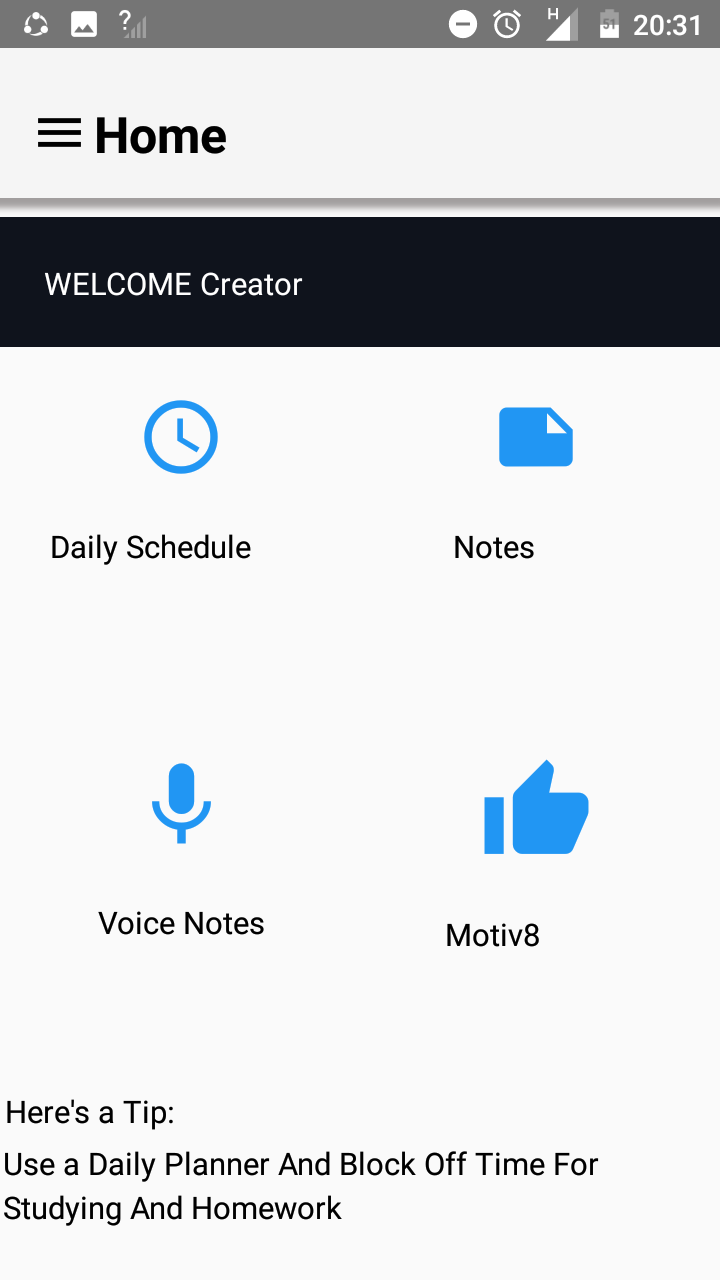 ? H 51 20:31
Home
WELCOME Creator
Daily Schedule Notes
Voice Notes
Motiv8
Here's a Tip:
Use a Daily Planner And Block Off Time For
Studying And Homework